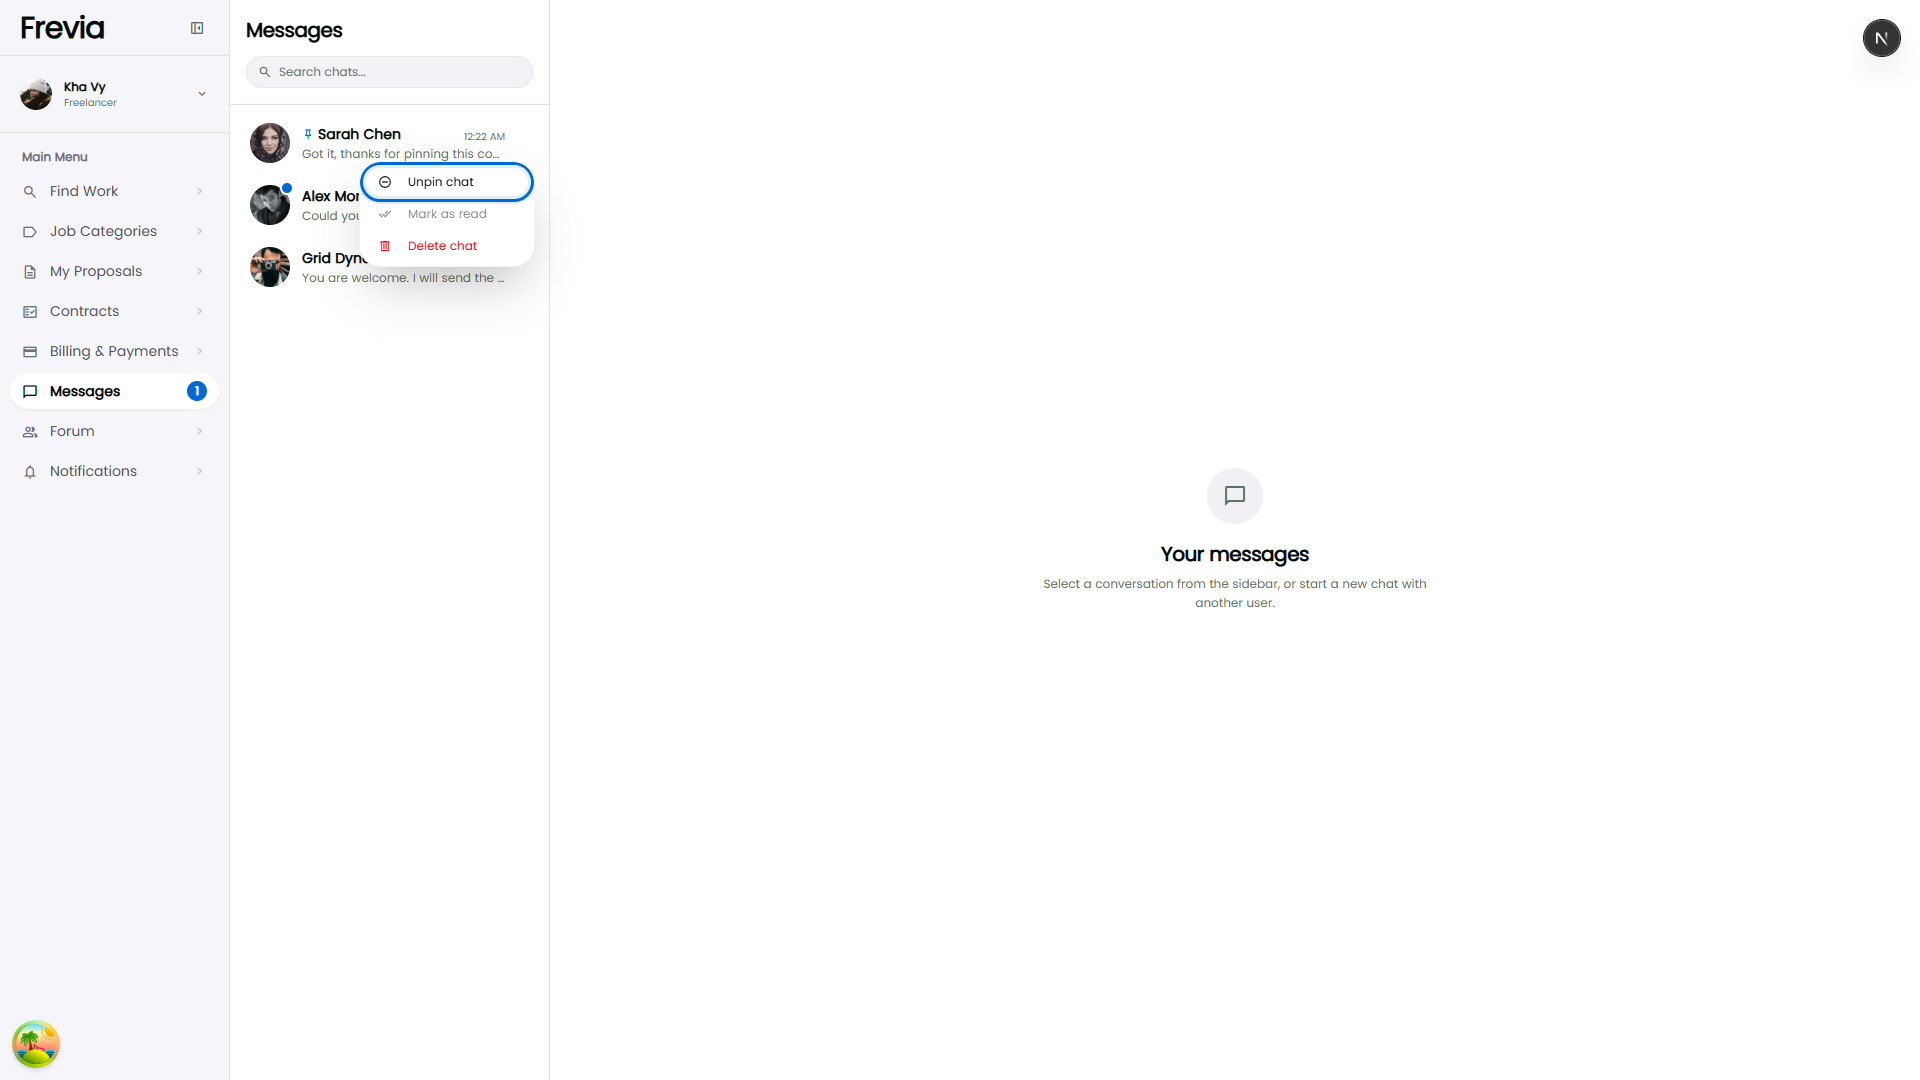 Frevia
Kha Vy
Freelancer
Main Menu
Find Work
Job Categories
My Proposals
Contracts
Billing & Payments
Messages 1
Forum
Notifications
Messages
Search chats...
Sarah Chen 12:22 AM
Got it, thanks for pinning this co...
Unpin chat
Mark as read
Delete chat
Alex
Could
Grid
You are welcome. I will send the ...
N
Your messages
Select a conversation from the sidebar, or start a new chat with
another user.